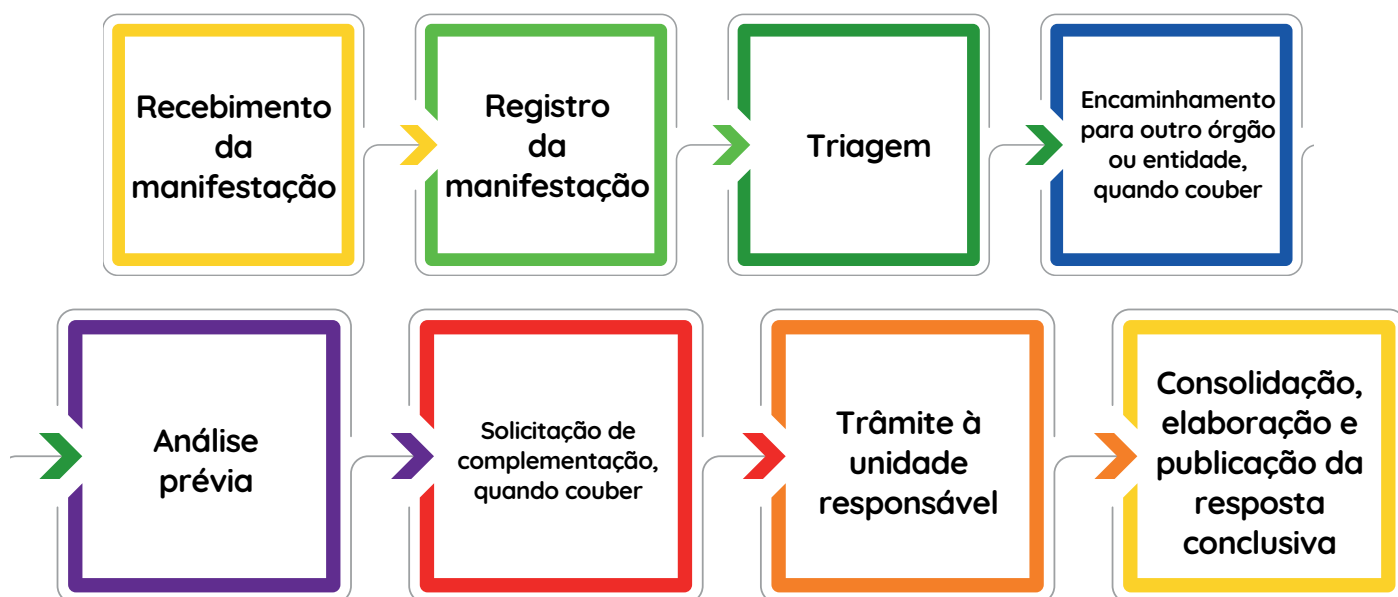 Recebimento
da
manifestação
Registro
da
manifestação
Triagem
Encaminhamento
para outro órgão
ou entidade,
quando couber
Análise
prévia
Solicitação de
complementação,
quando couber
Trâmite à
unidade
responsável
Consolidação,
elaboração e
publicação da
resposta
conclusiva